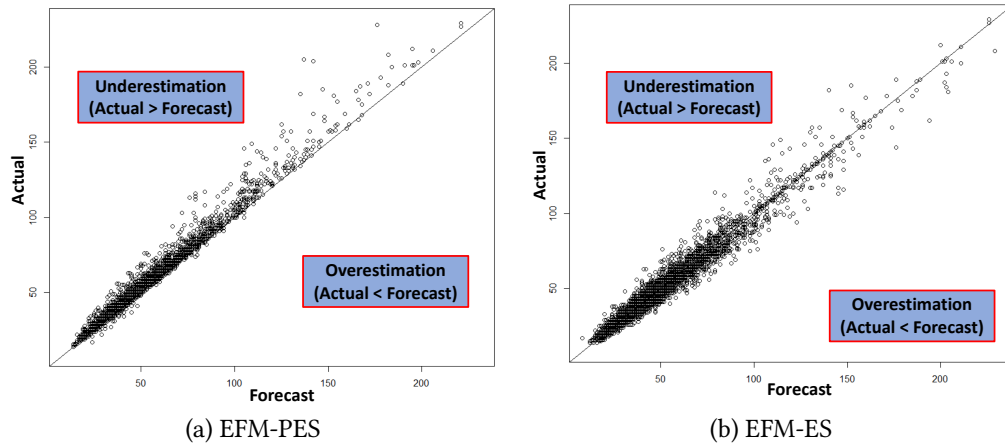 Underestimation
(Actual > Forecast)
Overestimation
(Actual < Forecast)
Actual
50
100
150
200
50
100
150
200
Forecast
(a) EFM-PES
Underestimation
(Actual > Forecast)
Overestimation
(Actual < Forecast)
Actual
50
100
150
200
50
100
150
200
Forecast
(b) EFM-ES